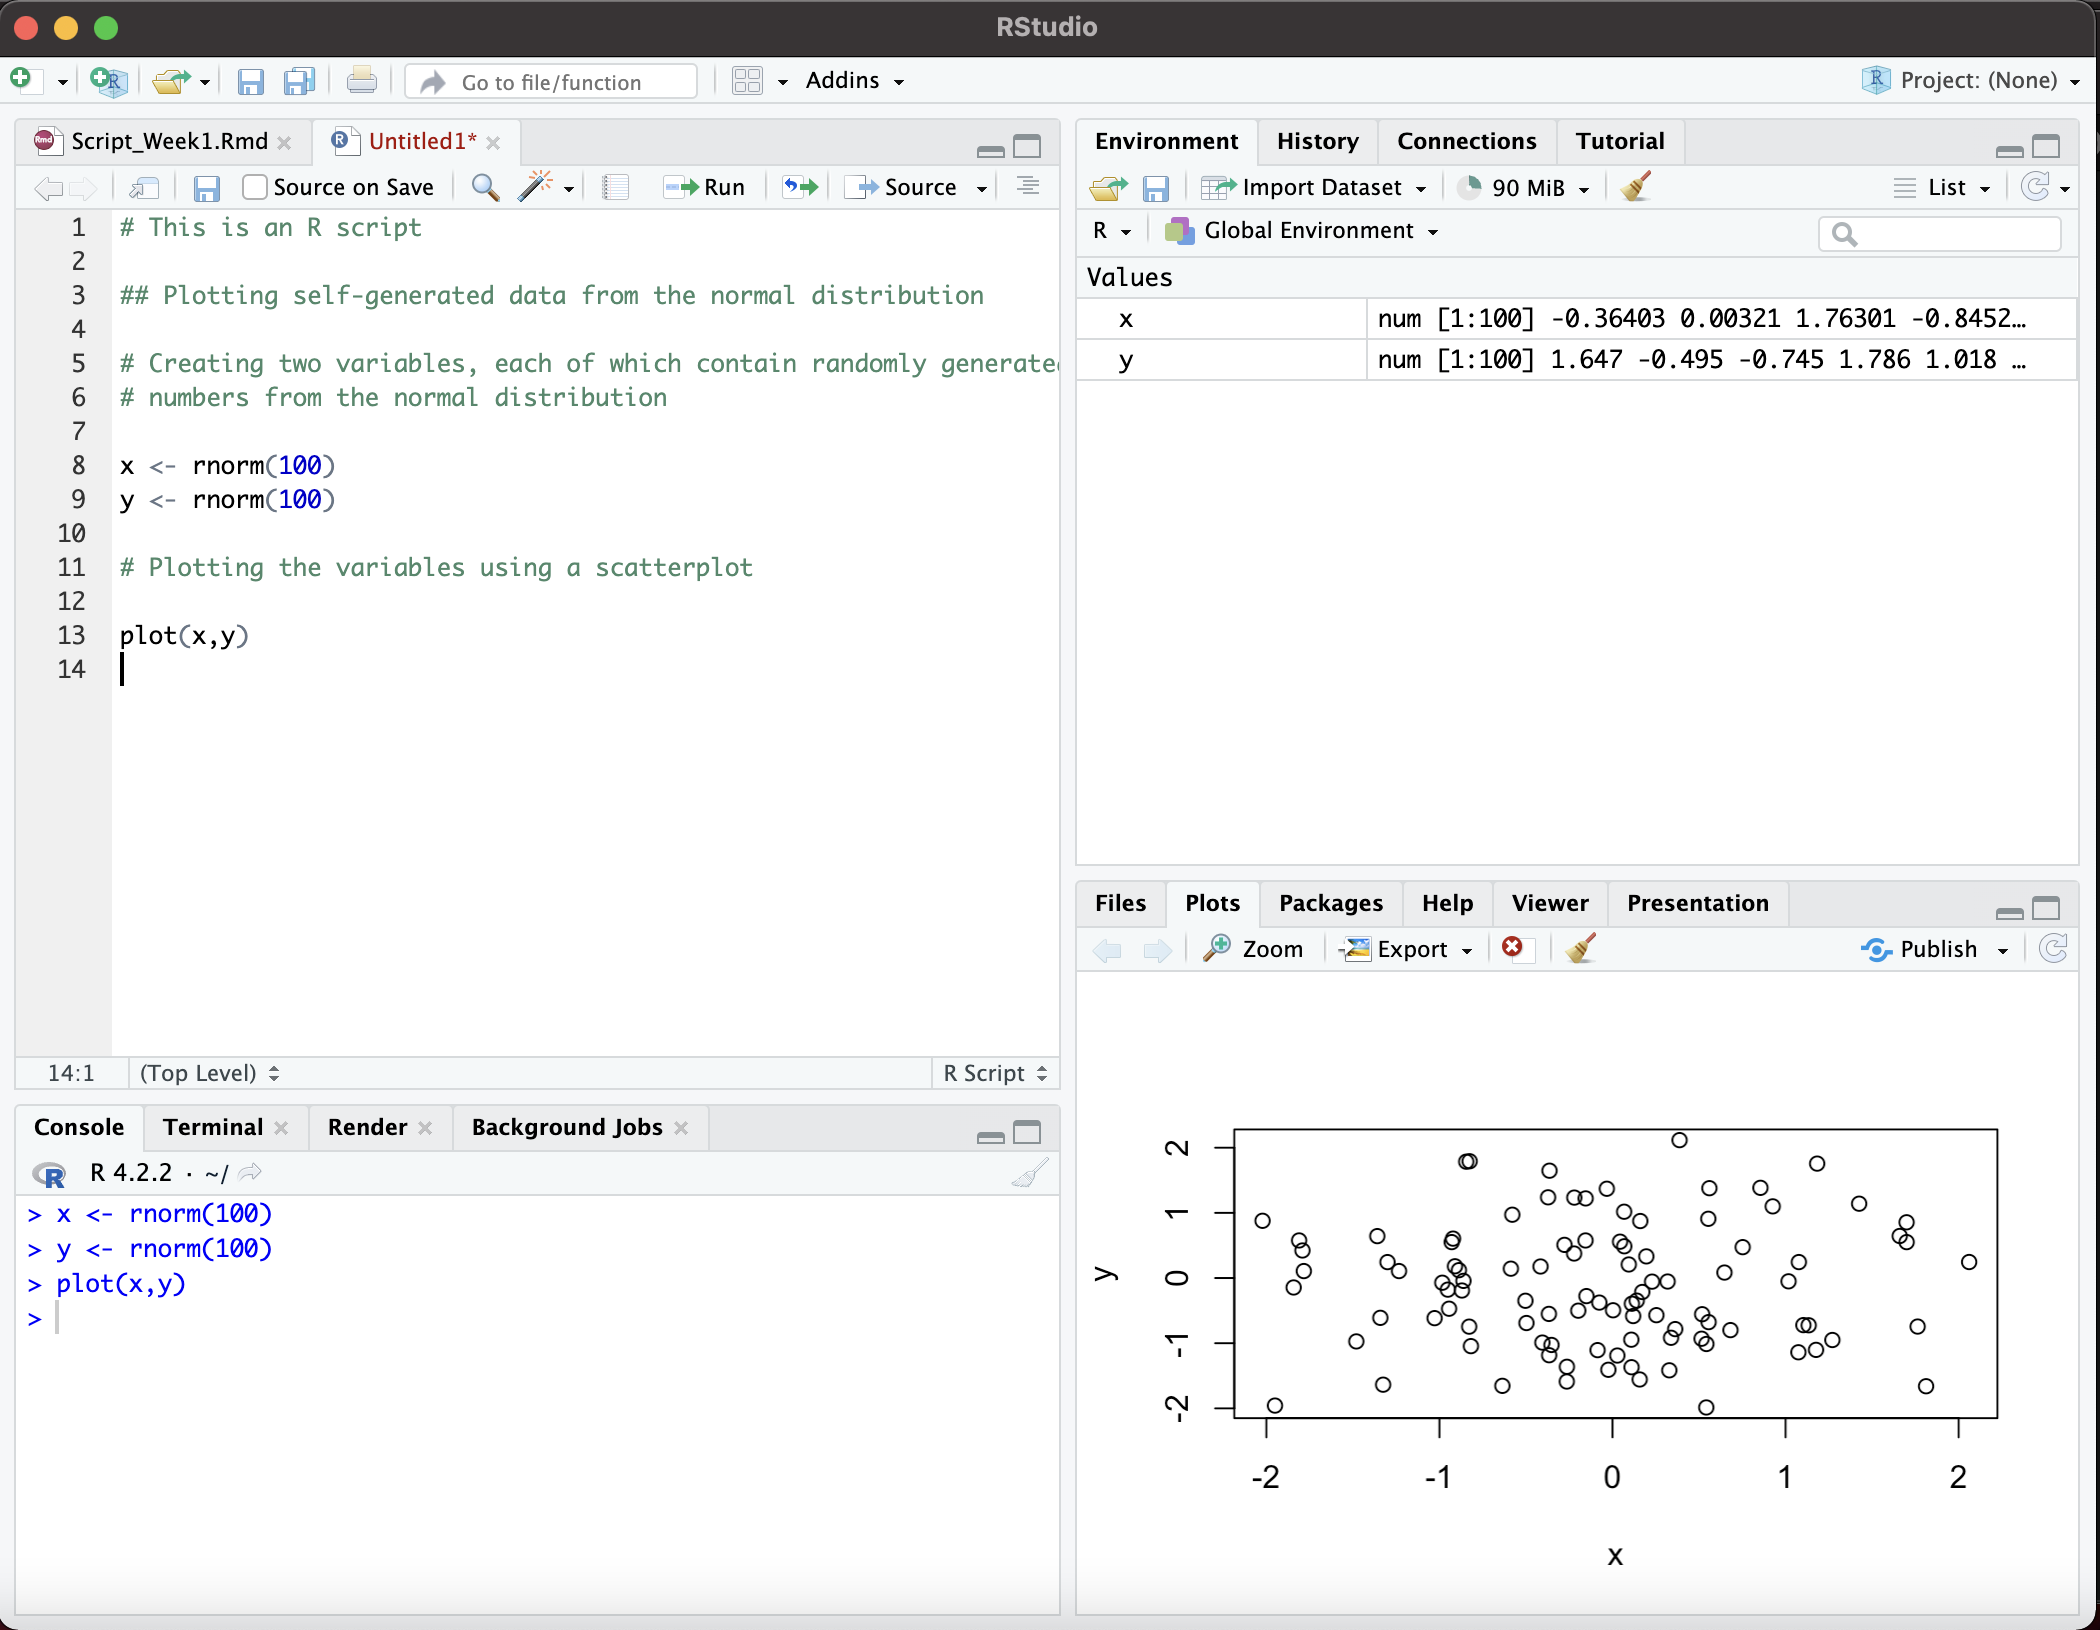 RStudio
Go to file/function
Addins
Project: (None)
Script_Week1.Rmd
Untitled1*
Source on Save
Run
Source
1 # This is an R script
2
3 ## Plotting self-generated data from the normal distribution
4
5 # Creating two variables, each of which contain randomly generate
6 # numbers from the normal distribution
7
8 x <- rnorm(100)
9 y <- rnorm(100)
10
11 # Plotting the variables using a scatterplot
12
13 plot(x,y)
14
14:1 (Top Level) R Script
Console Terminal Render Background Jobs
R 4.2.2 · ~/
> x <- rnorm(100)
> y <- rnorm(100)
> plot(x,y)
>
Environment History Connections Tutorial
Import Dataset 90 MiB List
R Global Environment
Values
x num [1:100] -0.36403 0.00321 1.76301 -0.8452…
y num [1:100] 1.647 -0.495 -0.745 1.786 1.018 …
Files Plots Packages Help Viewer Presentation
Zoom Export Publish
2
1
0
-1
-2
y
-2 -1 0 1 2
x